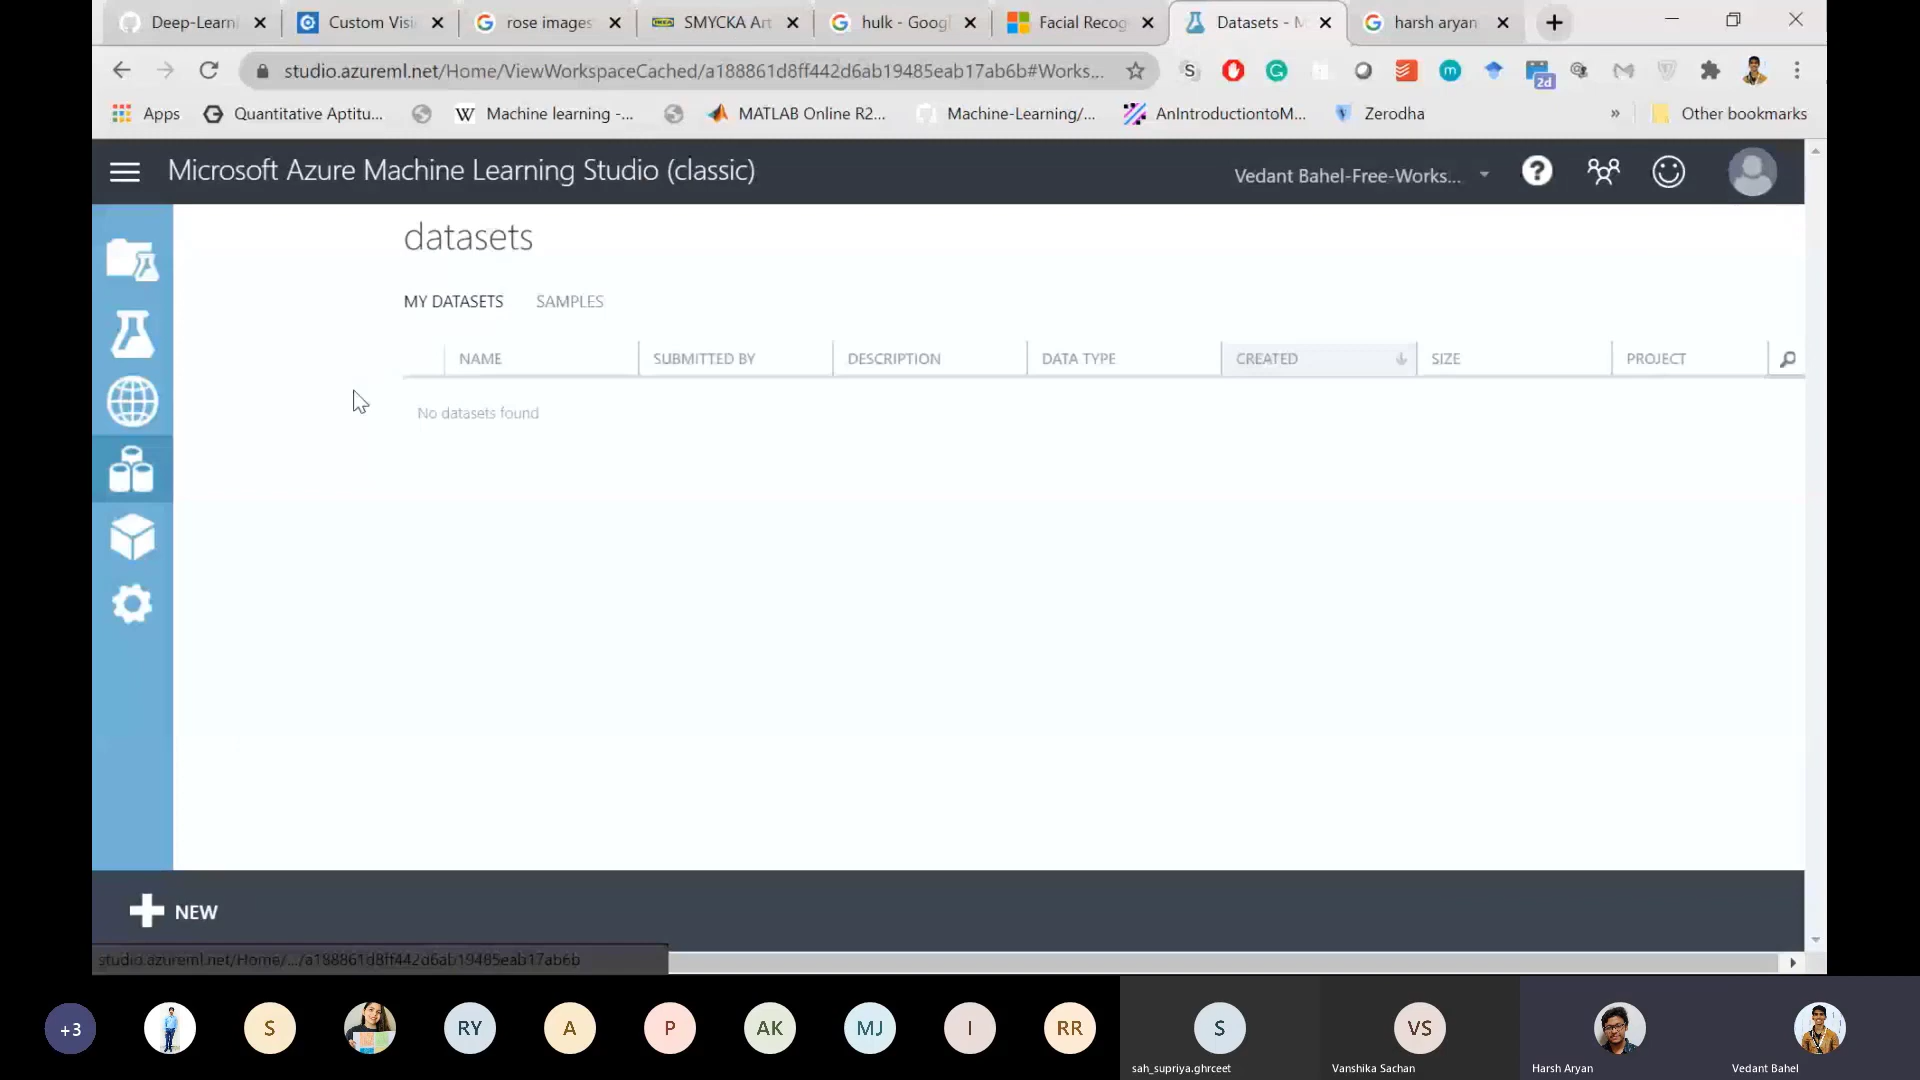 Deep-Learni
Custom Visi
rose images
IKEA
SMYCKA Art
hulk - Googl
Facial Recog
Datasets - M
harsh aryan
studio.azureml.net/Home/ViewWorkspaceCached/a188861d8ff442d6ab19485eab17ab6b#Works...
2d
Apps
Quantitative Aptitu...
W
Machine learning -...
MATLAB Online R2...
Machine-Learning/...
AnIntroductiontoM...
Zerodha
»
Other bookmarks
Microsoft Azure Machine Learning Studio (classic)
Vedant Bahel-Free-Works...
datasets
MY DATASETS
SAMPLES
NAME
SUBMITTED BY
DESCRIPTION
DATA TYPE
CREATED
SIZE
PROJECT
No datasets found
NEW
studio.azureml.net/Home/.../a188861d8ff442d6ab19485eab17ab6b
+3
S
RY
A
P
AK
MJ
I
RR
S
VS
sah_supriya.ghrceet
Vanshika Sachan
Harsh Aryan
Vedant Bahel